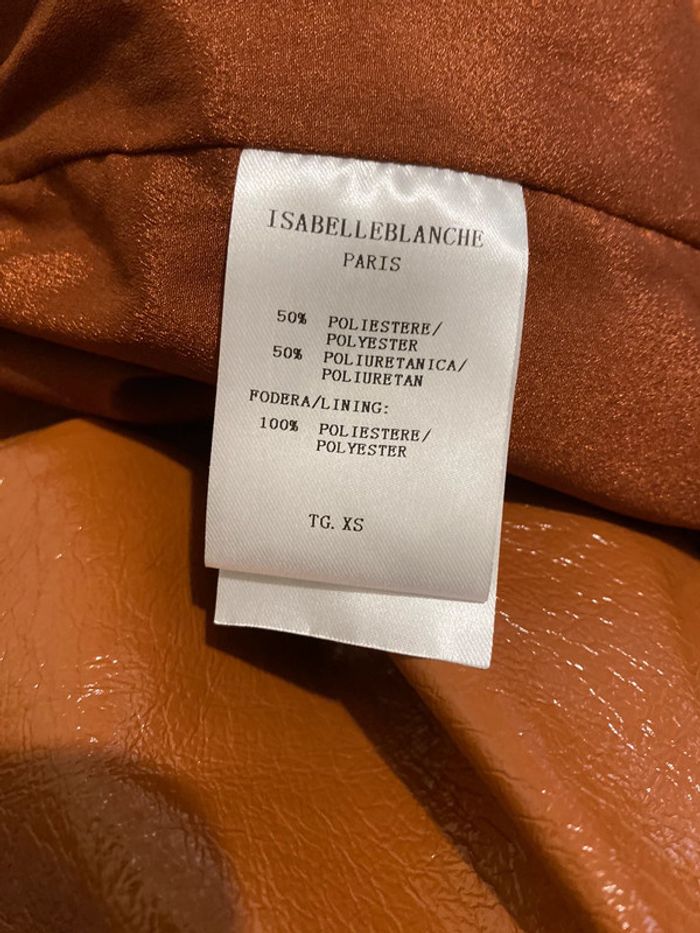 ISABELLEBLANCHE
PARIS
50% POLIESTERE/
POLYESTER
50% POLIURETANICA/
POLIURETAN
FODERA/LINING:
100% POLIESTERE/
POLYESTER
TG. XS